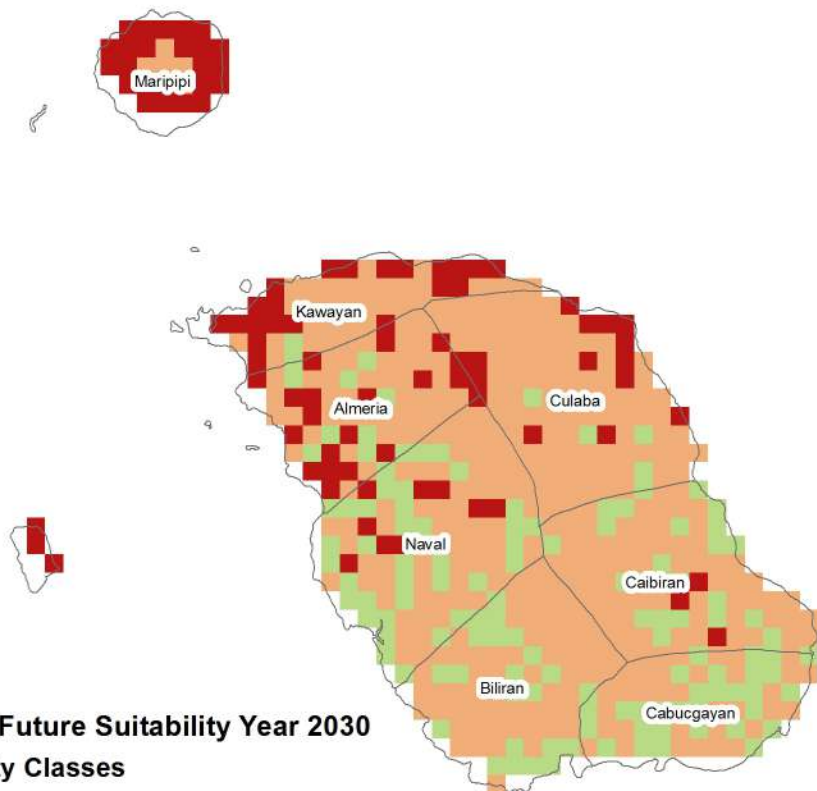 Maripipi
Kawayan
Almeria
Culaba
Naval
Caibiran
Biliran
Cabucgayan
Future Suitability Year 2030
Classes